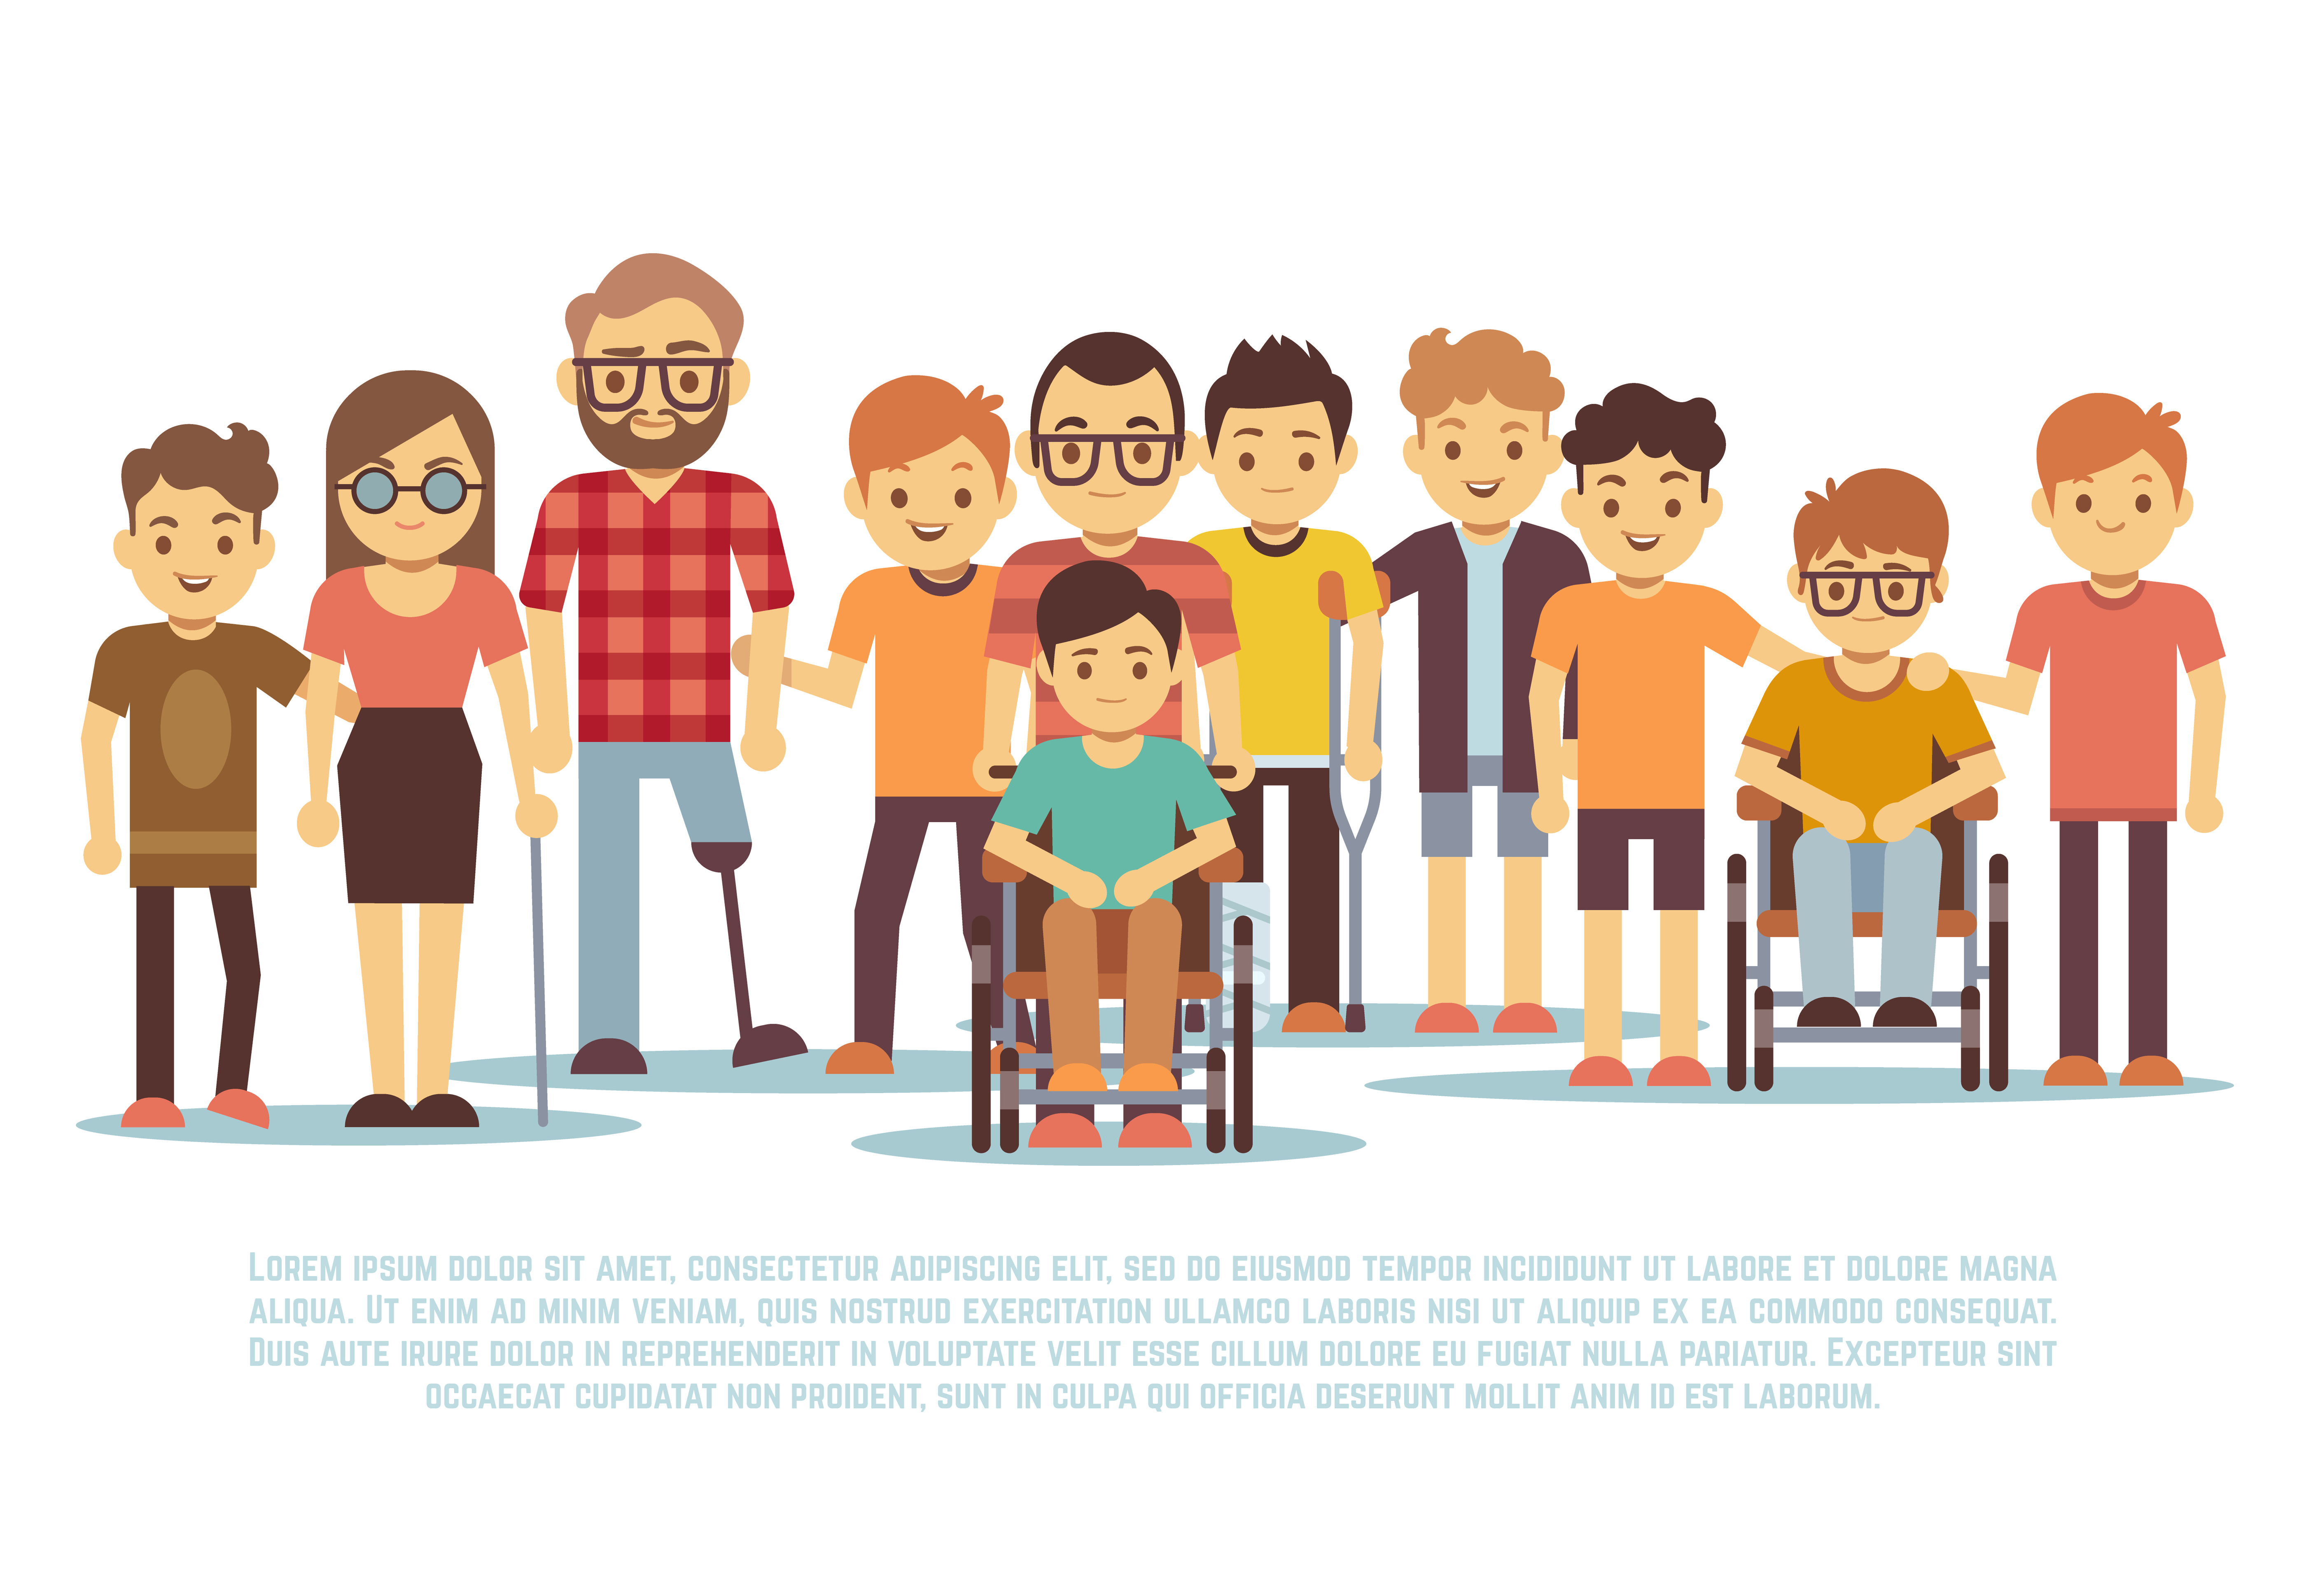 Lorem ipsum dolor sit amet, consectetur adipiscing elit, sed do eiusmod tempor incididunt ut labore et dolore magna
aliqua. Ut enim ad minim veniam, quis nostrud exercitation ullamco laboris nisi ut aliquip ex ea commodo consequat.
Duis aute irure dolor in reprehenderit in voluptate velit esse cillum dolore eu fugiat nulla pariatur. Excepteur sint
occaecat cupidatat non proident, sunt in culpa qui officia deserunt mollit anim id est laborum.